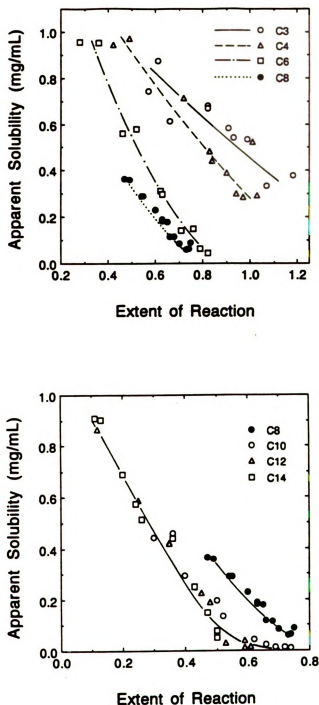 Apparent Solubility (mg/mL)
1.0
0.8
0.6
0.4
0.2
0.0
C3
C4
C6
C8
0.2 0.4 0.6 0.8 1.0 1.2
Extent of Reaction
Apparent Solubility (mg/mL)
1.0
0.8
0.6
0.4
0.2
0.0
C8
C10
C12
C14
0.0 0.2 0.4 0.6 0.8
Extent of Reaction